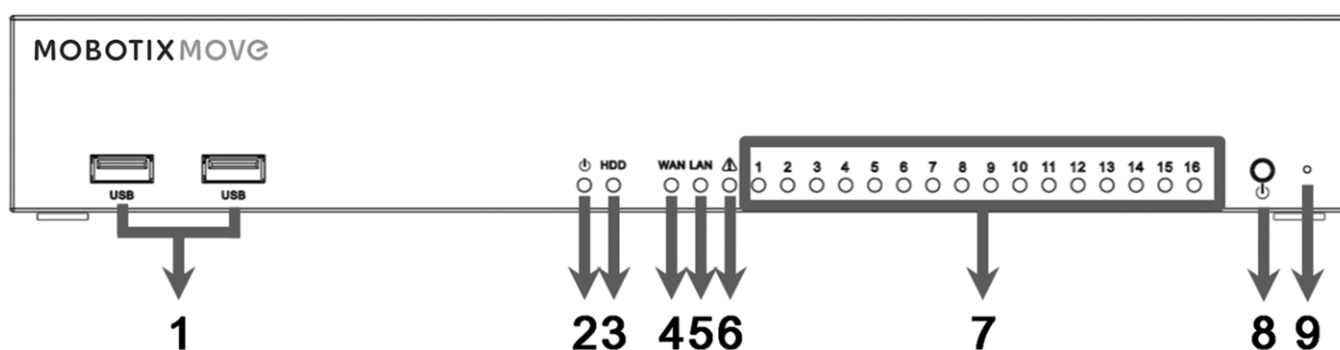 MOBOTIX MOVE
HDD WAN LAN 1 2 3 4 5 6 7 8 9 10 11 12 13 14 15 16
USB USB
1 2 3 4 5 6 7 8 9